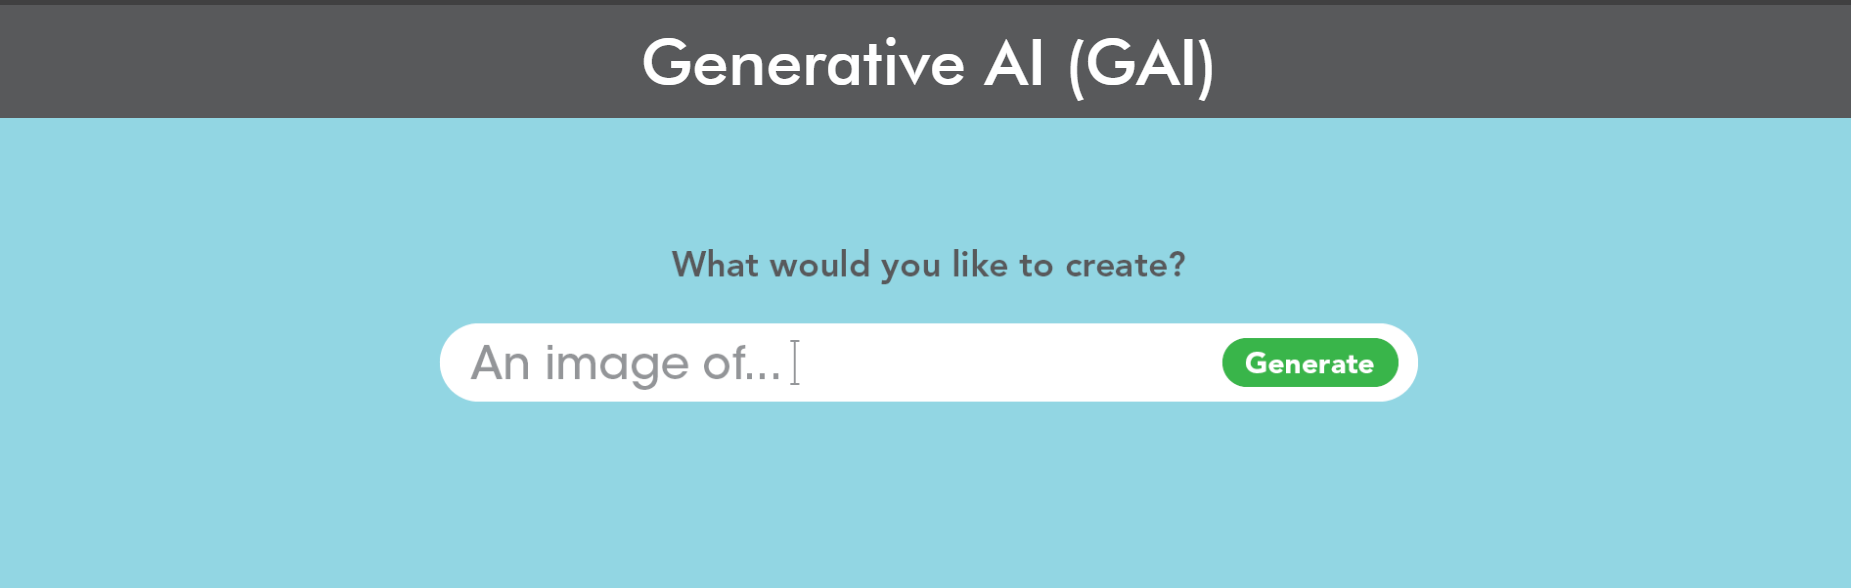 Generative AI (GAI)
What would you like to create?
An image of...
Generate